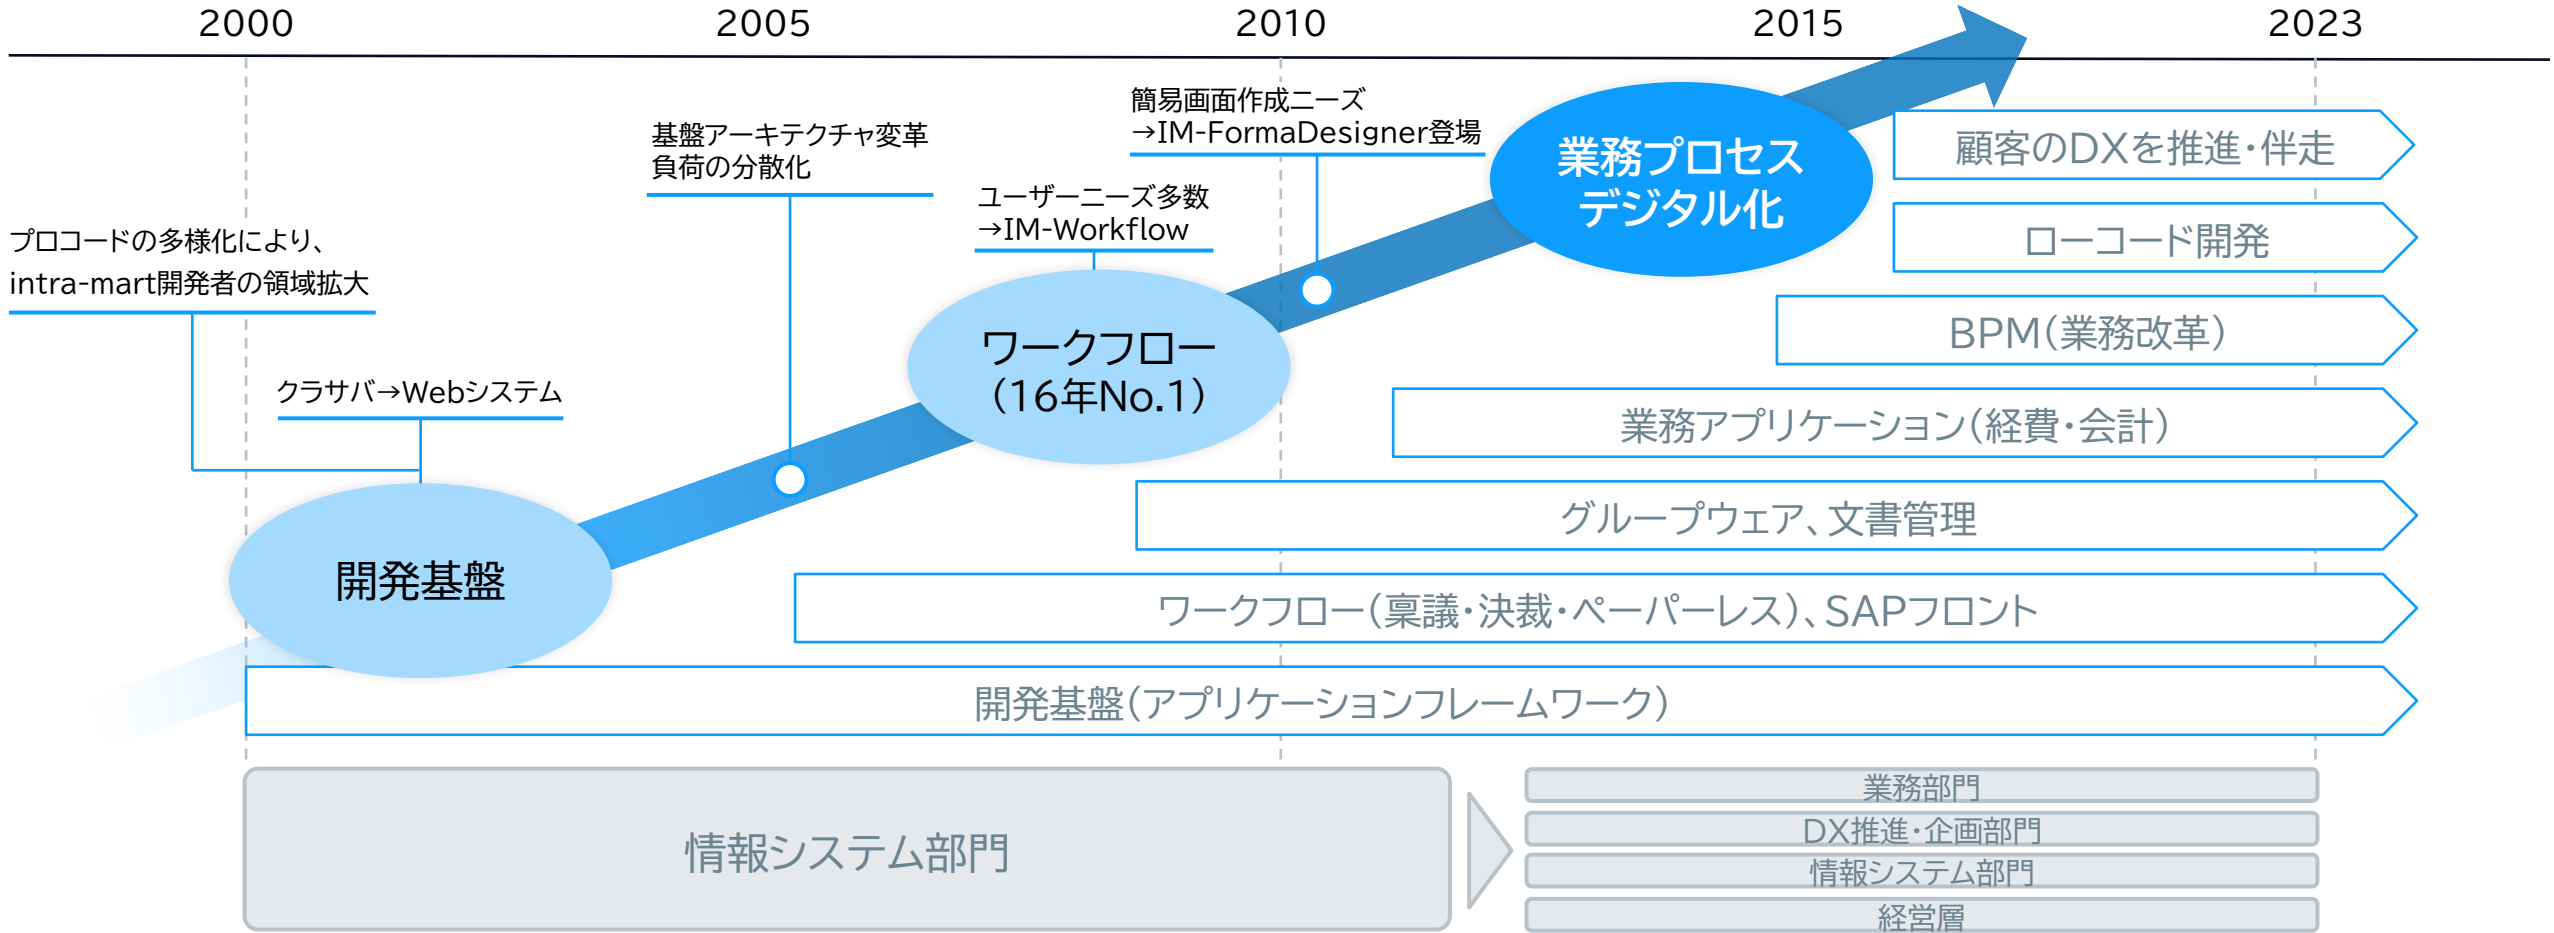 2000
2005
2010
2015
2023
簡易画面作成ニーズ
→IM-FormaDesigner登場
基盤アーキテクチャ変革
負荷の分散化
ユーザーニーズ多数
→IM-Workflow
プロコードの多様化により、
intra-mart開発者の領域拡大
クラサバ→Webシステム
業務プロセス
デジタル化
ワークフロー
(16年No.1)
開発基盤
顧客のDXを推進・伴走
ローコード開発
BPM(業務改革)
業務アプリケーション(経費・会計)
グループウェア、文書管理
ワークフロー(稟議・決裁・ペーパーレス)、SAPフロント
開発基盤(アプリケーションフレームワーク)
情報システム部門
業務部門
DX推進・企画部門
情報システム部門
経営層